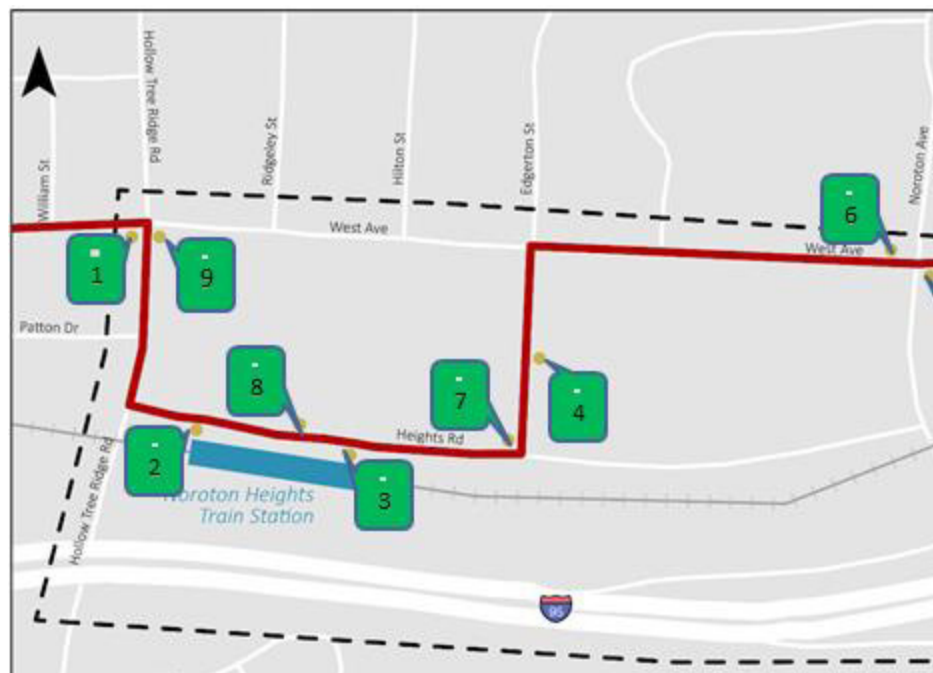 Hollow Tree Ridge Rd
Ridgeley St
Hilton St
Edgerton St
Noroton Ave
William St
6
West Ave
West Ave
1
9
Patton Dr
8
7
4
Heights Rd
2
3
Noroton Heights
Train Station
Hollow Tree Ridge Rd
95